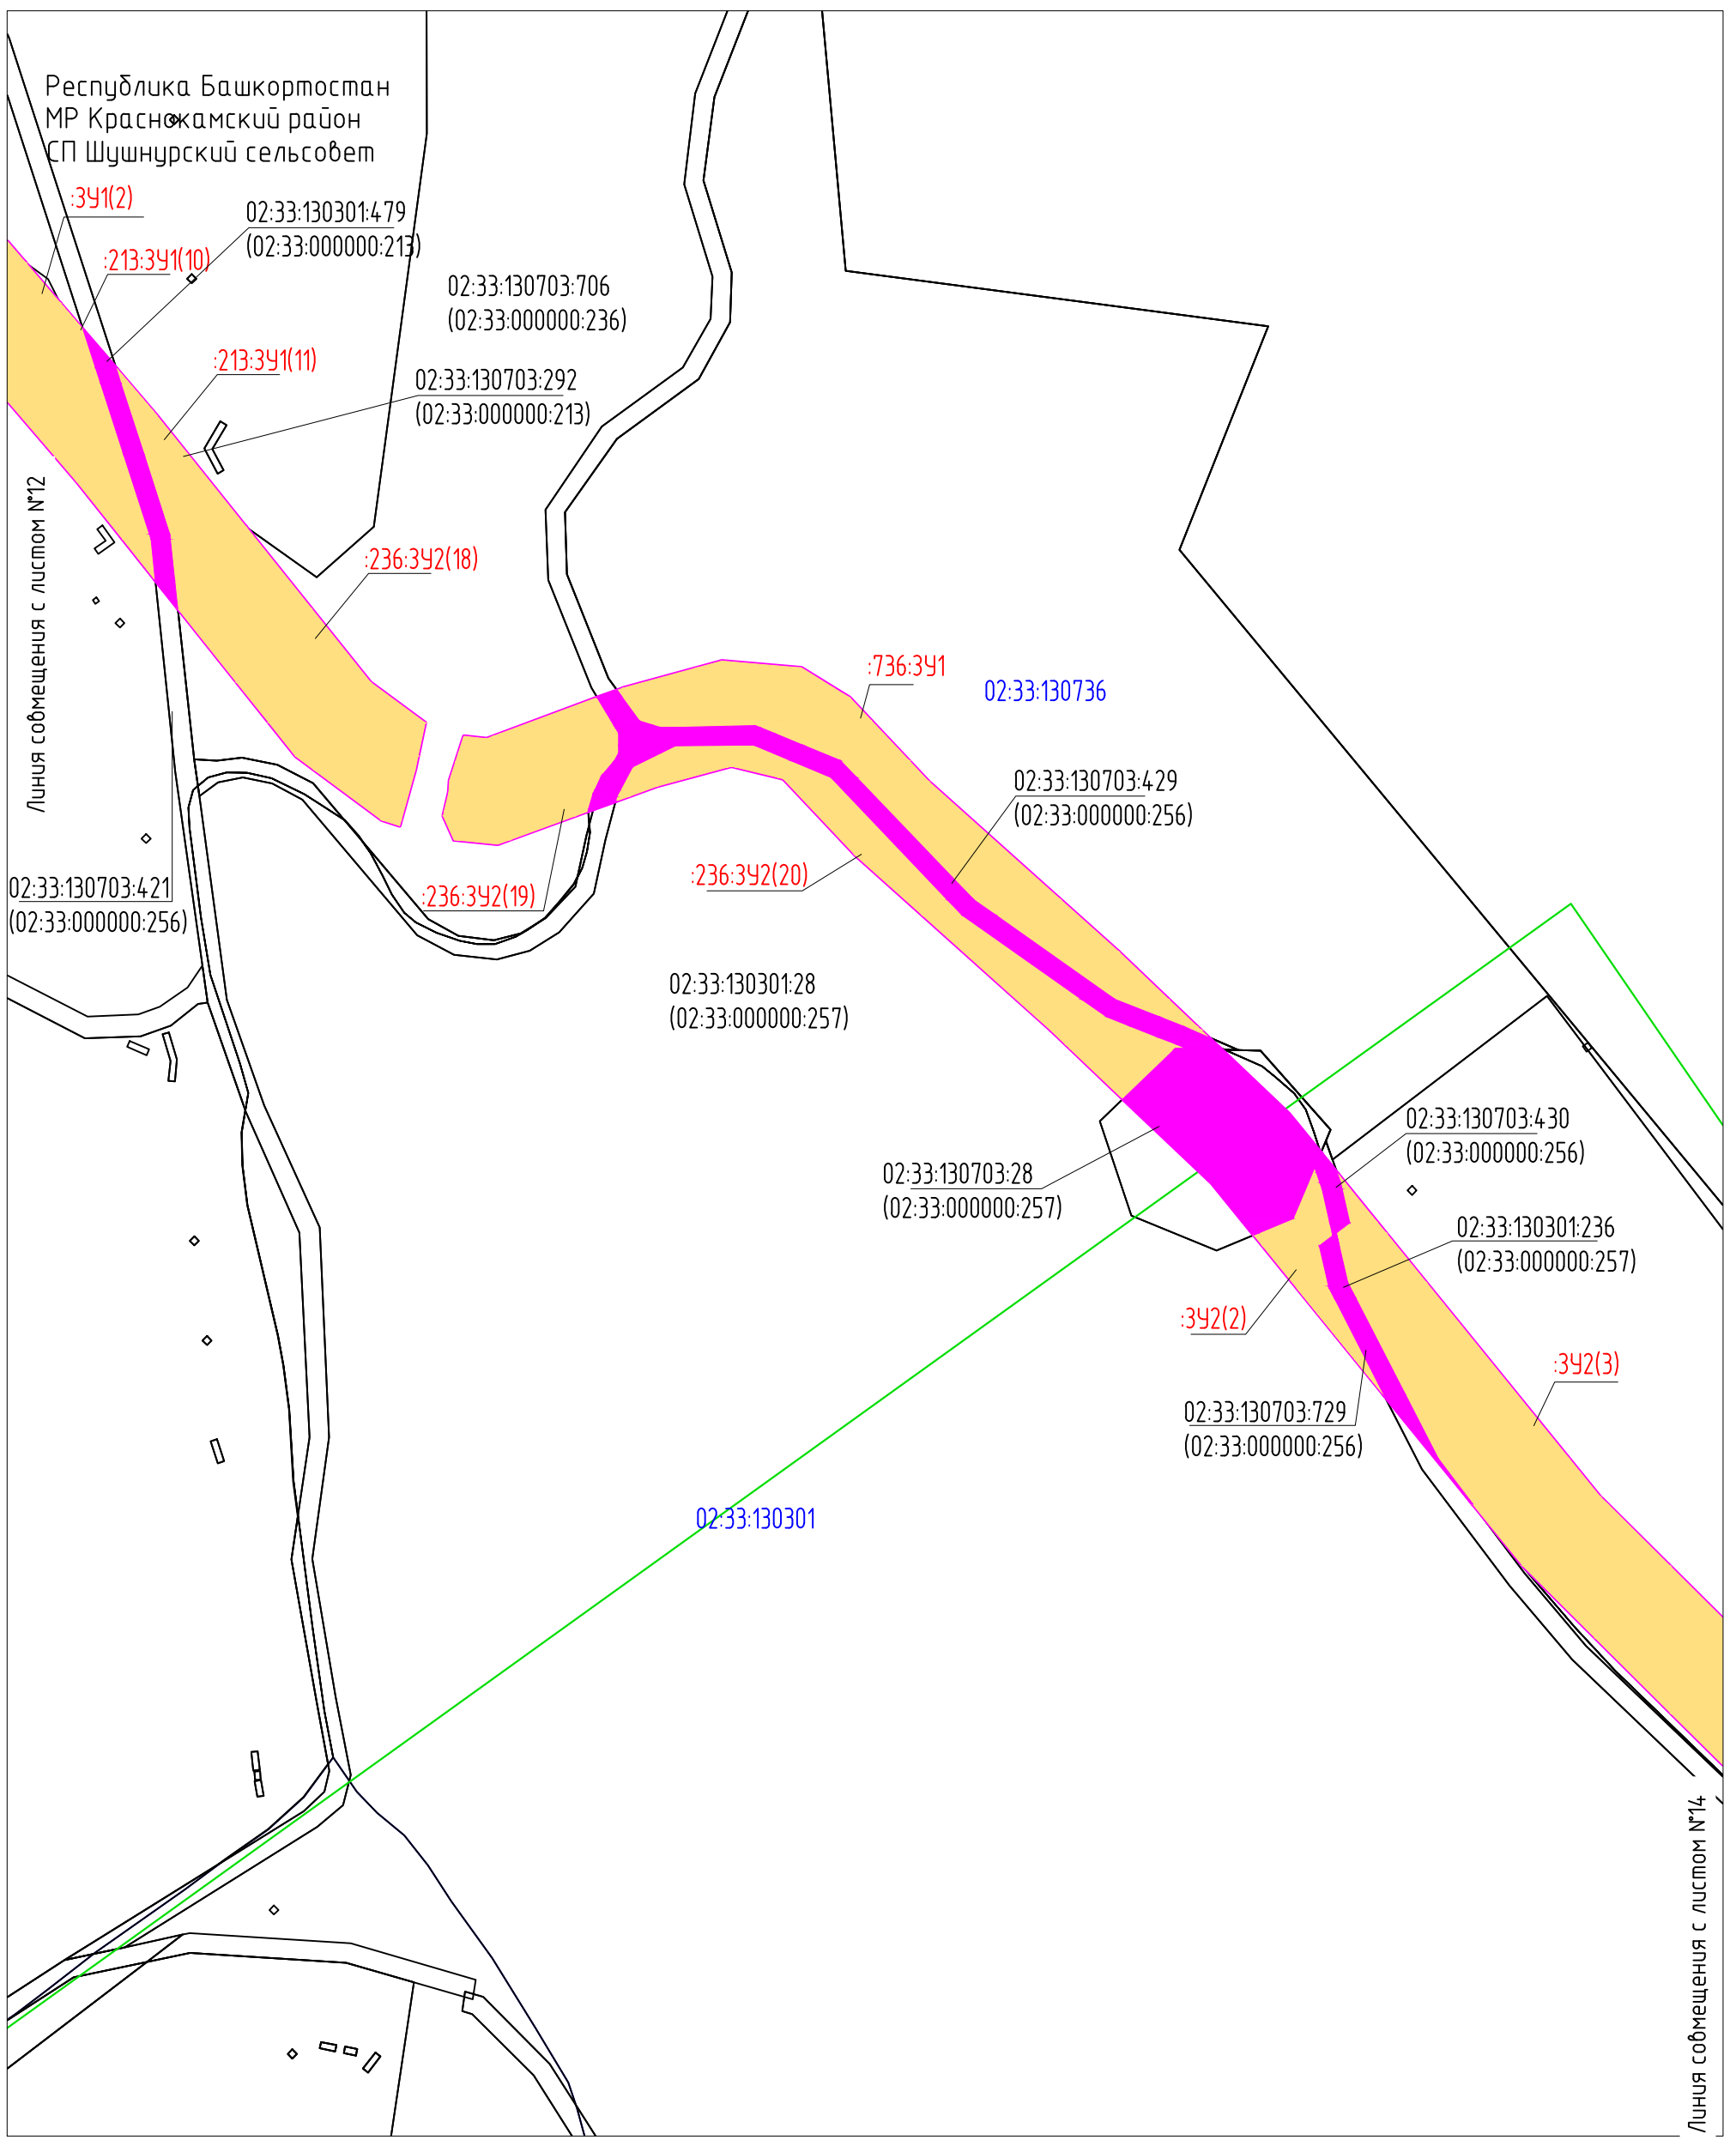 Республика Башкортостан
МР Краснокамский район
СП Шушнурский сельсовет
:ЗУ1(2)
02:33:130301:479
(02:33:000000:213)
:213:ЗУ1(10)
02:33:130703:706
(02:33:000000:236)
:213:ЗУ1(11)
02:33:130703:292
(02:33:000000:213)
Линия совмещения с листом №12
:236:ЗУ2(18)
:736:ЗУ1
02:33:130736
02:33:130703:429
(02:33:000000:256)
:236:ЗУ2(20)
02:33:130703:421
(02:33:000000:256)
:236:ЗУ2(19)
02:33:130301:28
(02:33:000000:257)
02:33:130703:430
(02:33:000000:256)
02:33:130703:28
(02:33:000000:257)
02:33:130301:236
(02:33:000000:257)
:ЗУ2(2)
:ЗУ2(3)
02:33:130703:729
(02:33:000000:256)
02:33:130301
Линия совмещения с листом №14